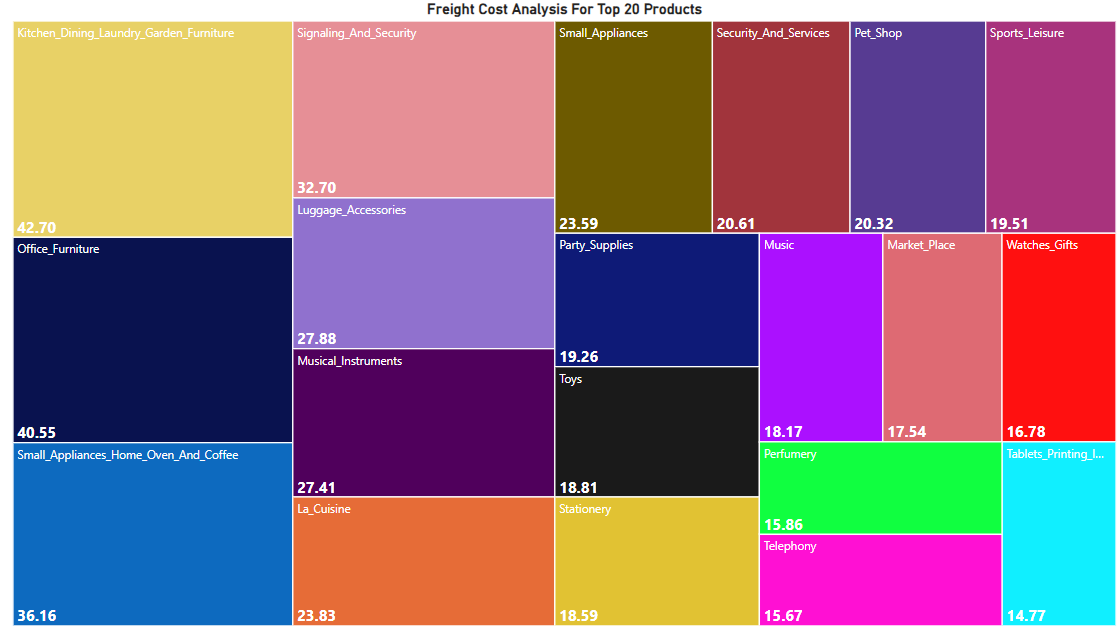 Freight Cost Analysis For Top 20 Products
Kitchen_Dining_Laundry_Garden_Furniture
42.70
Office_Furniture
40.55
Small_Appliances_Home_Oven_And_Coffee
36.16
Signaling_And_Security
32.70
Luggage_Accessories
27.88
Musical_Instruments
27.41
La_Cuisine
23.83
Small_Appliances
23.59
Security_And_Services
20.61
Pet_Shop
20.32
Sports_Leisure
19.51
Party_Supplies
19.26
Toys
18.81
Stationery
18.59
Music
18.17
Market_Place
17.54
Watches_Gifts
16.78
Perfumery
15.86
Telephony
15.67
Tablets_Printing_I...
14.77